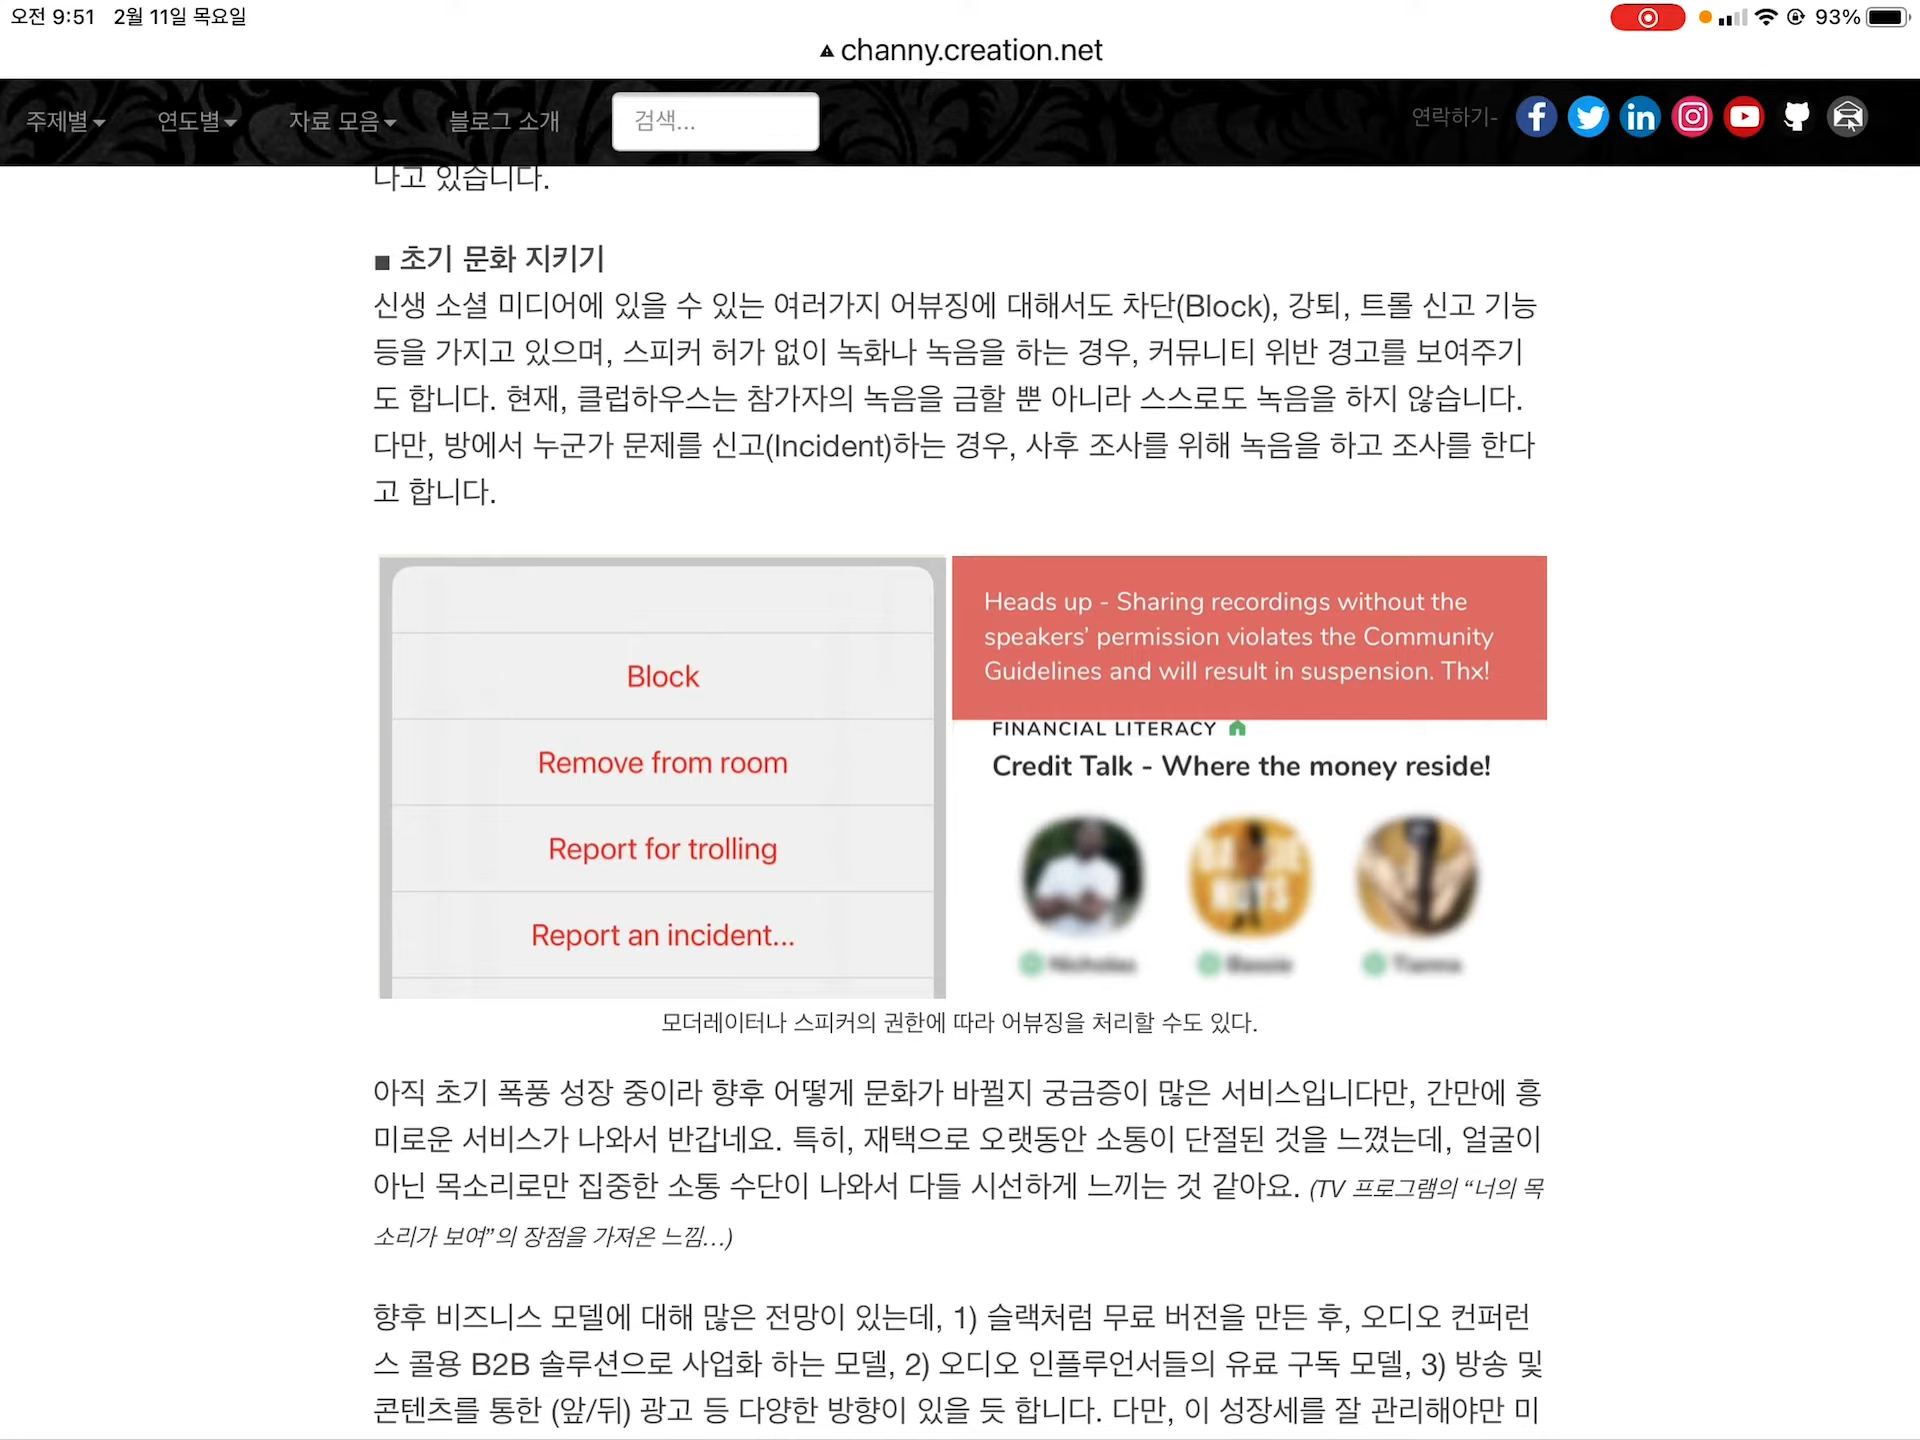 오전 9:51 2월 11일 목요일
93%
channy.creation.net
주제별
연도별
자료 모음
블로그 소개
검색...
연락하기-
나고 있습니다.
■ 초기 문화 지키기
신생 소셜 미디어에 있을 수 있는 여러가지 어뷰징에 대해서도 차단(Block), 강퇴, 트롤 신고 기능
등을 가지고 있으며, 스피커 허가 없이 녹화나 녹음을 하는 경우, 커뮤니티 위반 경고를 보여주기
도 합니다. 현재, 클럽하우스는 참가자의 녹음을 금할 뿐 아니라 스스로도 녹음을 하지 않습니다.
다만, 방에서 누군가 문제를 신고(Incident)하는 경우, 사후 조사를 위해 녹음을 하고 조사를 한다
고 합니다.
Block
Remove from room
Report for trolling
Report an incident...
Heads up - Sharing recordings without the
speakers’ permission violates the Community
Guidelines and will result in suspension. Thx!
FINANCIAL LITERACY
Credit Talk - Where the money reside!
모더레이터나 스피커의 권한에 따라 어뷰징을 처리할 수도 있다.
아직 초기 폭풍 성장 중이라 향후 어떻게 문화가 바뀔지 궁금증이 많은 서비스입니다만, 간만에 흥
미로운 서비스가 나와서 반갑네요. 특히, 재택으로 오랫동안 소통이 단절된 것을 느꼈는데, 얼굴이
아닌 목소리로만 집중한 소통 수단이 나와서 다들 시선하게 느끼는 것 같아요. (TV 프로그램의 “너의 목
소리가 보여”의 장점을 가져온 느낌…)
향후 비즈니스 모델에 대해 많은 전망이 있는데, 1) 슬랙처럼 무료 버전을 만든 후, 오디오 컨퍼런
스 콜용 B2B 솔루션으로 사업화 하는 모델, 2) 오디오 인플루언서들의 유료 구독 모델, 3) 방송 및
콘텐츠를 통한 (앞/뒤) 광고 등 다양한 방향이 있을 듯 합니다. 다만, 이 성장세를 잘 관리해야만 미